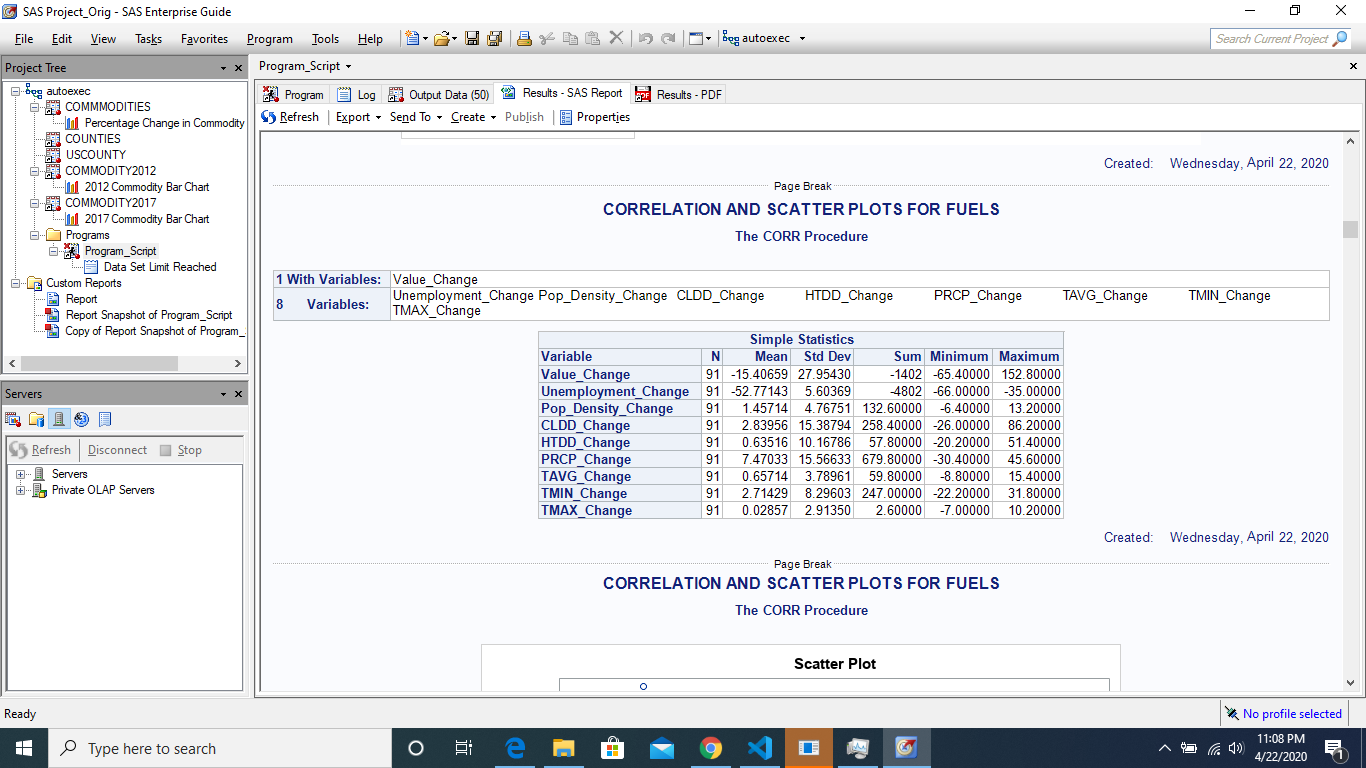 SAS Project_Orig - SAS Enterprise Guide
File Edit View Tasks Favorites Program Tools Help autoexec Search Current Project
Project Tree
autoexec
COMMMODITIES
Percentage Change in Commodity
COUNTIES
USCOUNTY
COMMODITY2012
2012 Commodity Bar Chart
COMMODITY2017
2017 Commodity Bar Chart
Programs
Program_Script
Data Set Limit Reached
Custom Reports
Report
Report Snapshot of Program_Script
Copy of Report Snapshot of Program_
Servers
Refresh Disconnect Stop
Servers
Private OLAP Servers
Program_Script
Program Log Output Data (50) Results - SAS Report Results - PDF
Refresh Export Send To Create Publish Properties
Created: Wednesday, April 22, 2020
Page Break
CORRELATION AND SCATTER PLOTS FOR FUELS
The CORR Procedure
1 With Variables: Value_Change
8 Variables: Unemployment_Change Pop_Density_Change CLDD_Change HTDD_Change PRCP_Change TAVG_Change TMIN_Change
TMAX_Change
Simple Statistics
Variable N Mean Std Dev Sum Minimum Maximum
Value_Change 91 -15.40659 27.95430 -1402 -65.40000 152.80000
Unemployment_Change 91 -52.77143 5.60369 -4802 -66.00000 -35.00000
Pop_Density_Change 91 1.45714 4.76751 132.60000 -6.40000 13.20000
CLDD_Change 91 2.83956 15.38794 258.40000 -26.00000 86.20000
HTDD_Change 91 0.63516 10.16786 57.80000 -20.20000 51.40000
PRCP_Change 91 7.47033 15.56633 679.80000 -30.40000 45.60000
TAVG_Change 91 0.65714 3.78961 59.80000 -8.80000 15.40000
TMIN_Change 91 2.71429 8.29603 247.00000 -22.20000 31.80000
TMAX_Change 91 0.02857 2.91350 2.60000 -7.00000 10.20000
Created: Wednesday, April 22, 2020
Page Break
CORRELATION AND SCATTER PLOTS FOR FUELS
The CORR Procedure
Scatter Plot
Ready
No profile selected
Type here to search
11:08 PM
4/22/2020
1